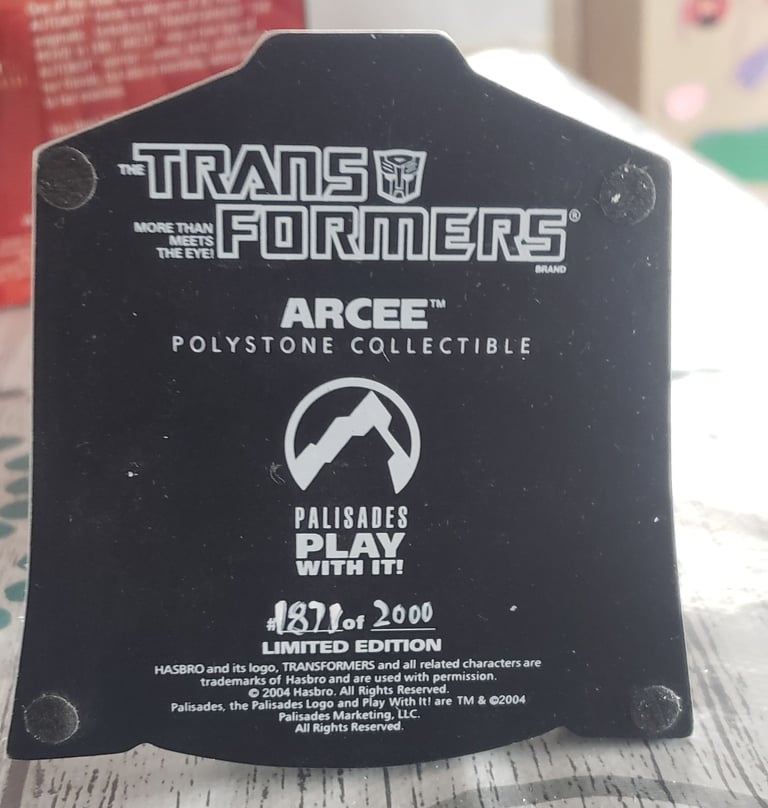 THE TRANS
FORMERS®
MORE THAN
MEETS
THE EYE!
BRAND
ARCEE™
POLYSTONE COLLECTIBLE
PALISADES
PLAY
WITH IT!
#1871 of 2000
LIMITED EDITION
HASBRO and its logo, TRANSFORMERS and all related characters are
trademarks of Hasbro and are used with permission.
© 2004 Hasbro. All Rights Reserved.
Palisades, the Palisades Logo and Play With It! are TM & ©2004
Palisades Marketing, LLC.
All Rights Reserved.